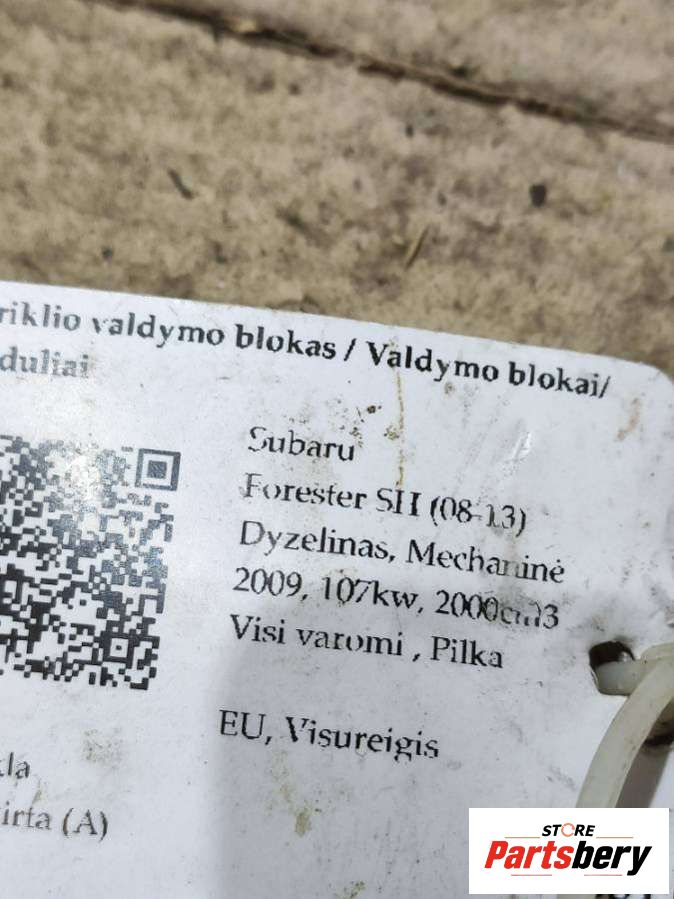 riklio valdymo blokas / Valdymo blokai/
duliai
Subaru
Forester SH (08-13)
Dyzelinas, Mechaninė
2009, 107kw, 2000cm3
Visi varomi , Pilka
EU, Visureigis
kla
irta (A)
STORE
Partsbery